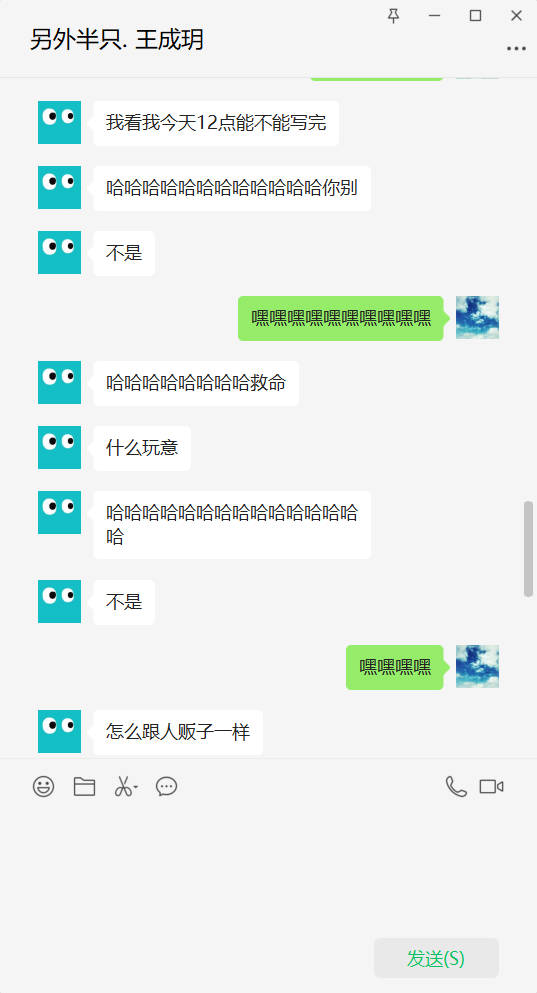 另外半只. 王成玥
我看我今天12点能不能写完
哈哈哈哈哈哈哈哈哈哈哈哈你别
不是
嘿嘿嘿嘿嘿嘿嘿嘿嘿嘿
哈哈哈哈哈哈哈哈救命
什么玩意
哈哈哈哈哈哈哈哈哈哈哈哈哈哈
哈
不是
嘿嘿嘿嘿
怎么跟人贩子一样
发送(S)